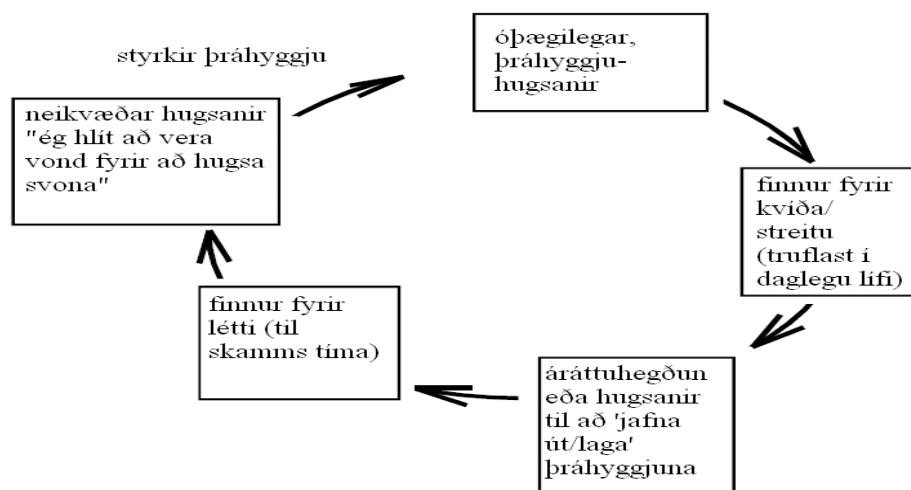 styrkir þráhyggju
óþægilegar,
þráhyggju-
hugsanir
finnur fyrir
kvíða/
streitu
(truflast í
daglegu lífi)
áráttuhegðun
eða hugsanir
til að 'jafna
út/laga'
þráhyggjuna
finnur fyrir
létti (til
skamms tíma)
neikvæðar hugsanir
"ég hlít að vera
vond fyrir að hugsa
svona"